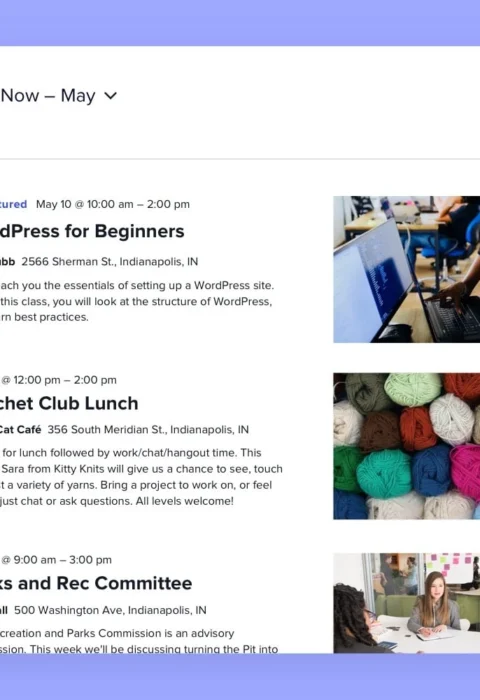 Now – May
tured May 10 @ 10:00 am – 2:00 pm
dPress for Beginners
ubb 2566 Sherman St., Indianapolis, IN
ach you the essentials of setting up a WordPress site.
this class, you will look at the structure of WordPress,
rn best practices.
@ 12:00 pm – 2:00 pm
chet Club Lunch
Cat Café 356 South Meridian St., Indianapolis, IN
for lunch followed by work/chat/hangout time. This
Sara from Kitty Knits will give us a chance to see, touch
t a variety of yarns. Bring a project to work on, or feel
just chat or ask questions. All levels welcome!
@ 9:00 am – 3:00 pm
ks and Rec Committee
all 500 Washington Ave, Indianapolis, IN
creation and Parks Commission is an advisory
ssion. This week we'll be discussing turning the Pit into